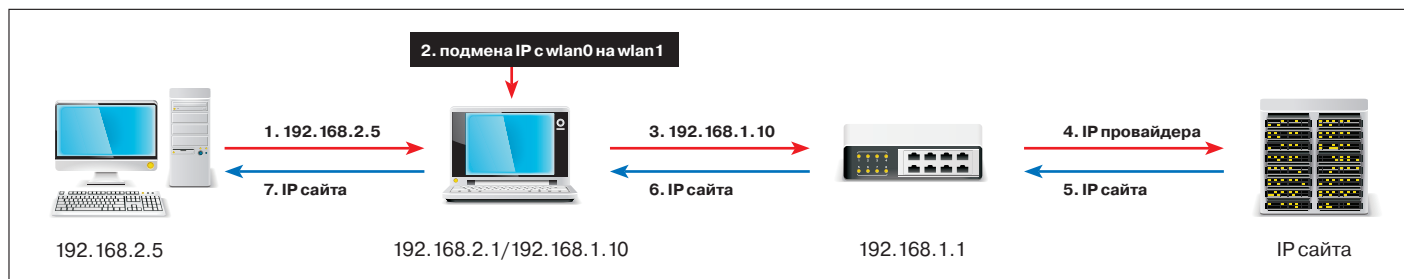 2. подмена IP с wlan0 на wlan1
1. 192.168.2.5
3. 192.168.1.10
4. IP провайдера
7. IP сайта
6. IP сайта
5. IP сайта
192.168.2.5
192.168.2.1/192.168.1.10
192.168.1.1
IP сайта